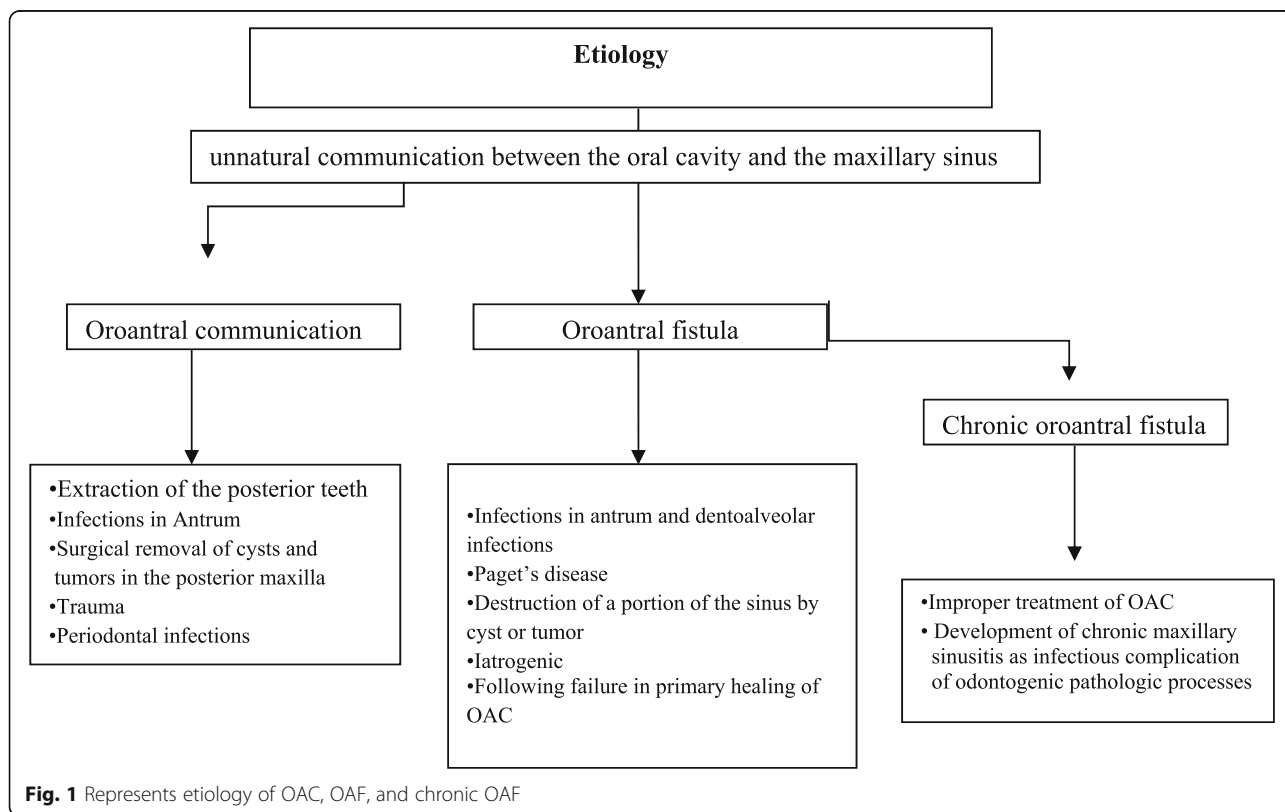 Etiology
unnatural communication between the oral cavity and the maxillary sinus
Oroantral communication
Oroantral fistula
Chronic oroantral fistula
•Extraction of the posterior teeth
•Infections in Antrum
•Surgical removal of cysts and
tumors in the posterior maxilla
•Trauma
•Periodontal infections
•Infections in antrum and dentoalveolar
infections
•Paget’s disease
•Destruction of a portion of the sinus by
cyst or tumor
•Iatrogenic
•Following failure in primary healing of
OAC
•Improper treatment of OAC
• Development of chronic maxillary
sinusitis as infectious complication
of odontogenic pathologic processes
Fig. 1 Represents etiology of OAC, OAF, and chronic OAF